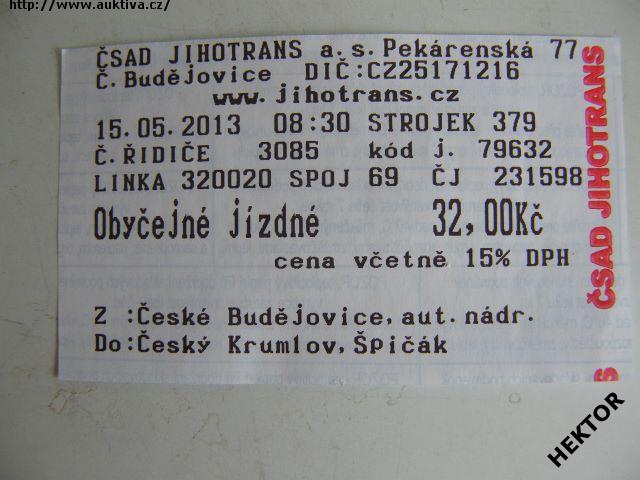 http://www.auktiva.cz/
ČSAD JIHOTRANS a.s. Pekárenská 77
Č. Budějovice DIČ:CZ25171216
www.jihotrans.cz
15.05.2013 08:30 STROJEK 379
Č.ŘIDIČE 3085 kód j. 79632
LINKA 320020 SPOJ 69 ČJ 231598
Obyčejné jízdné 32,00Kč
cena včetně 15% DPH
Z :České Budějovice, aut. nádr.
Do:Český Krumlov, Špičák
ČSAD JIHOTRANS
HEKTOR